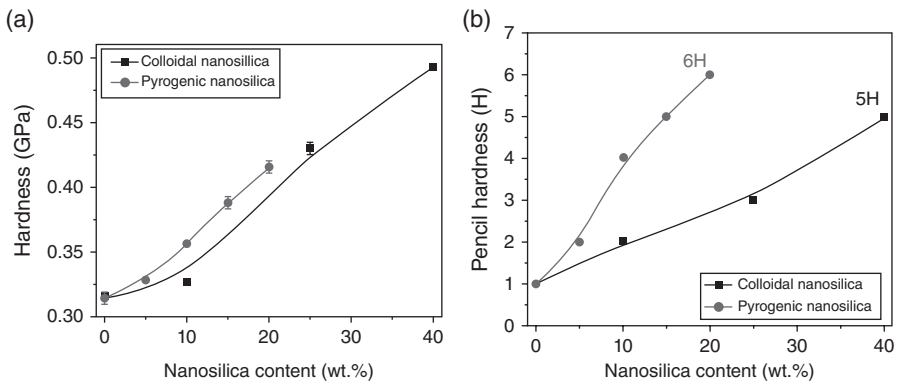 (a)
0.50
0.45
0.40
0.35
0.30
Hardness (GPa)
Colloidal nanosillica
Pyrogenic nanosilica
0 10 20 30 40
Nanosilica content (wt.%)
(b)
7
6
5
4
3
2
1
0
Pencil hardness (H)
6H
5H
Colloidal nanosilica
Pyrogenic nanosilica
0 10 20 30 40
Nanosilica content (wt.%)